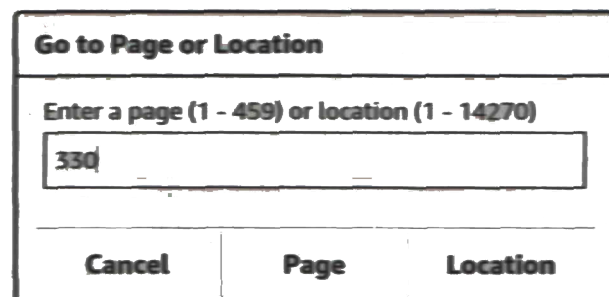 Go to Page or Location
Enter a page (1 - 459) or location (1 - 14270)
330
Cancel
Page
Location